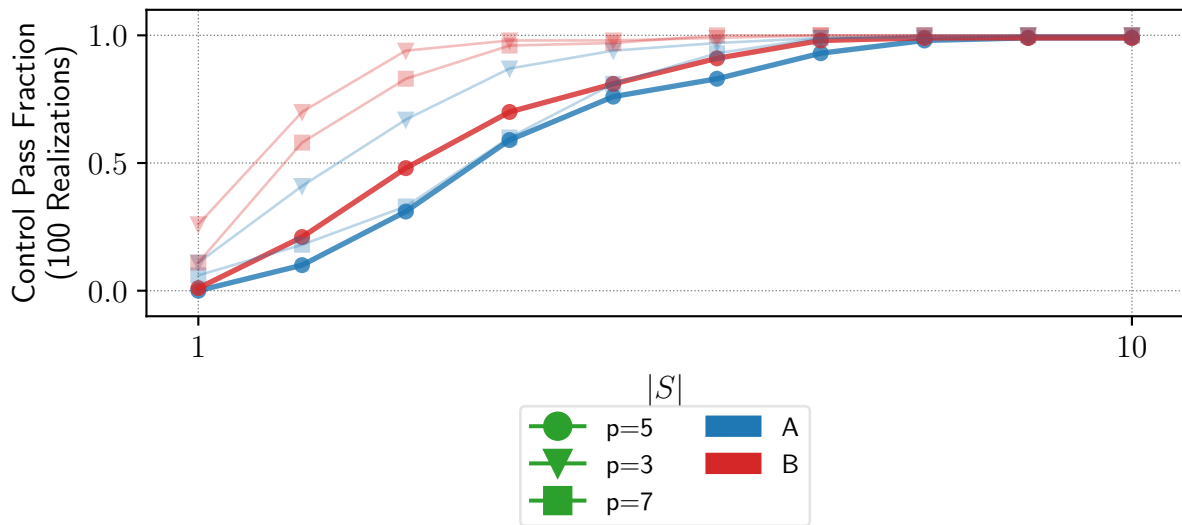 Control Pass Fraction
(100 Realizations)
1.0
0.5
0.0
1
10
|S|
p=5
p=3
p=7
A
B